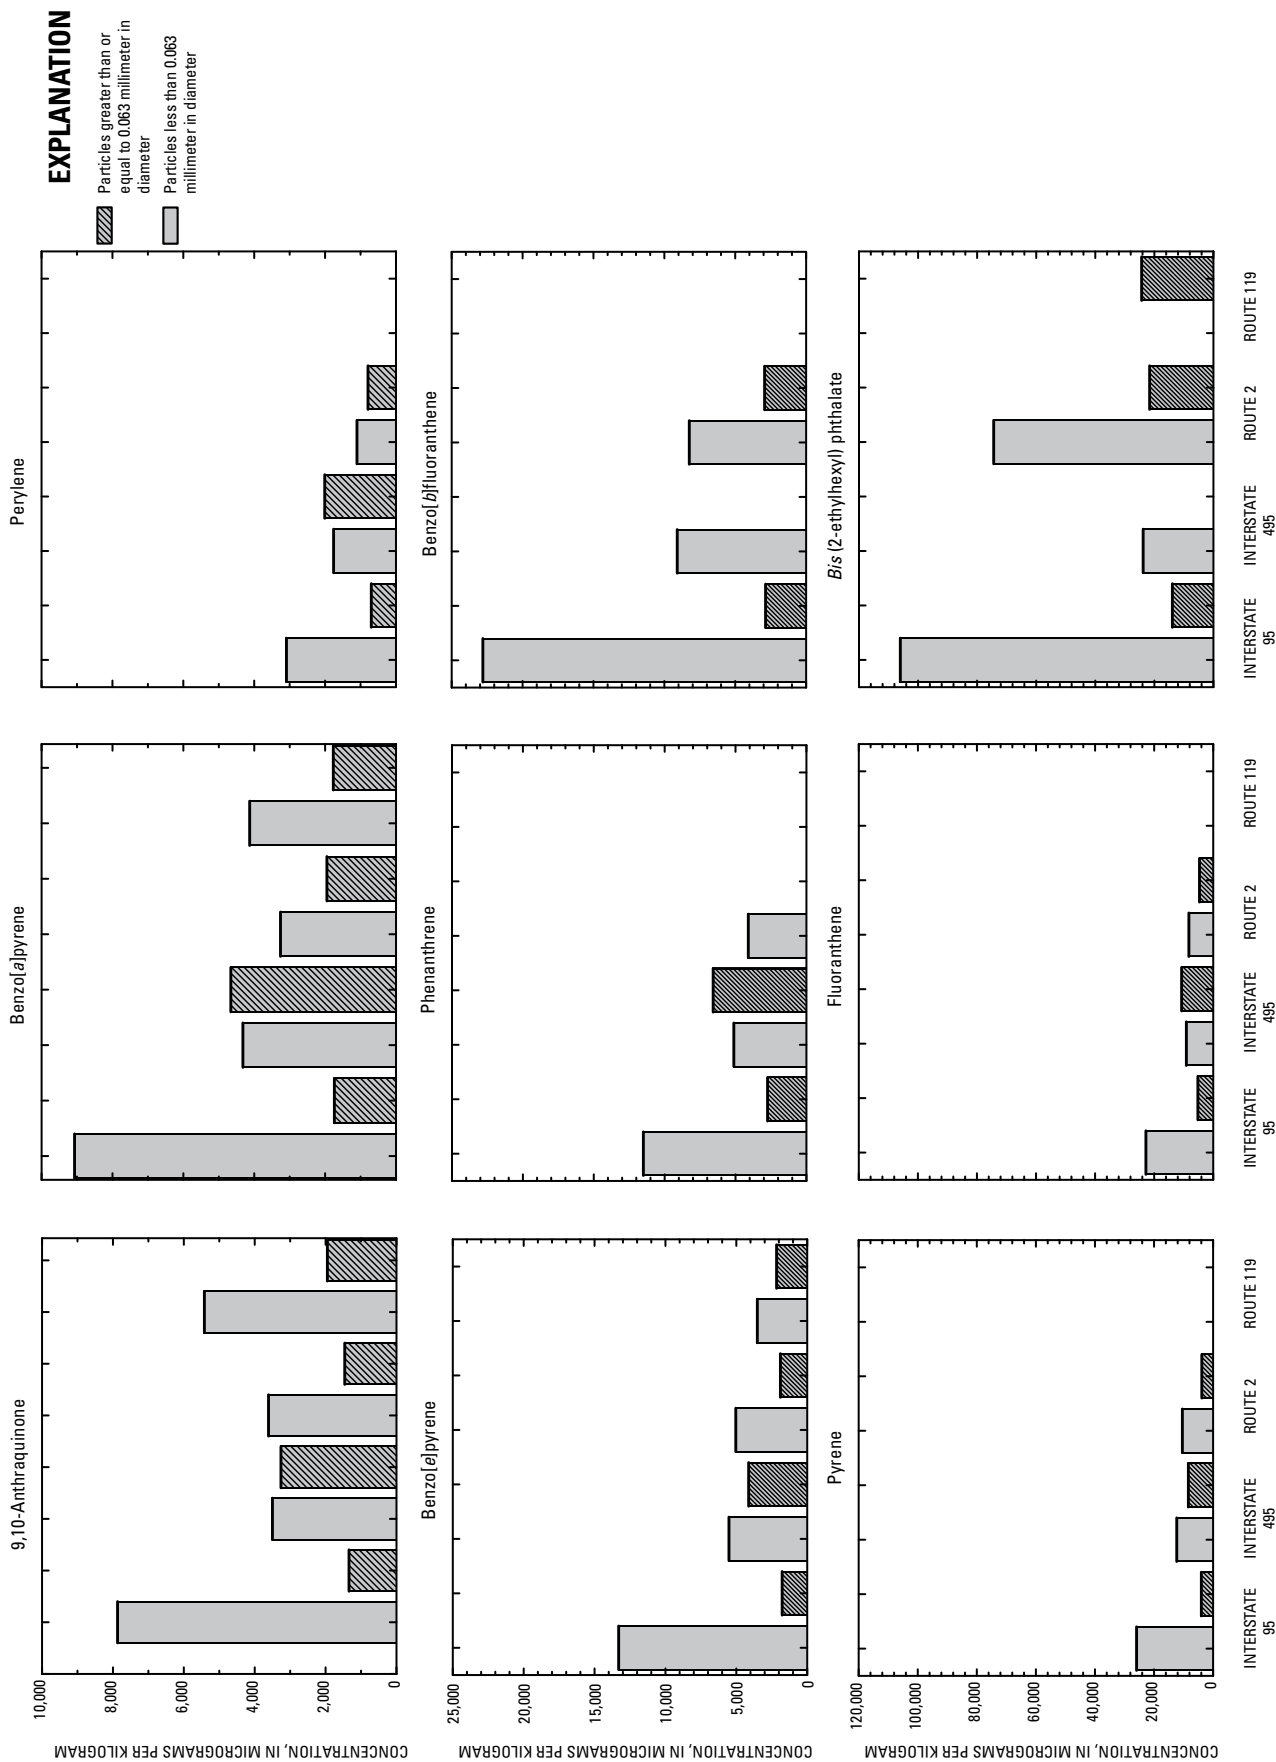 EXPLANATION
Particles greater than or
equal to 0.063 millimeter in
diameter
Particles less than 0.063
millimeter in diameter
9,10-Anthraquinone
Benzo[a]pyrene
Perylene
10,000
8,000
6,000
4,000
2,000
0
CONCENTRATION, IN MICROGRAMS PER KILOGRAM
Benzo[e]pyrene
Phenanthrene
Benzo[b]fluoranthene
25,000
20,000
15,000
10,000
5,000
0
CONCENTRATION, IN MICROGRAMS PER KILOGRAM
Pyrene
Fluoranthene
Bis (2-ethylhexyl) phthalate
120,000
100,000
80,000
60,000
40,000
20,000
0
CONCENTRATION, IN MICROGRAMS PER KILOGRAM
INTERSTATE
95
INTERSTATE
495
ROUTE 2
ROUTE 119
INTERSTATE
95
INTERSTATE
495
ROUTE 2
ROUTE 119
INTERSTATE
95
INTERSTATE
495
ROUTE 2
ROUTE 119